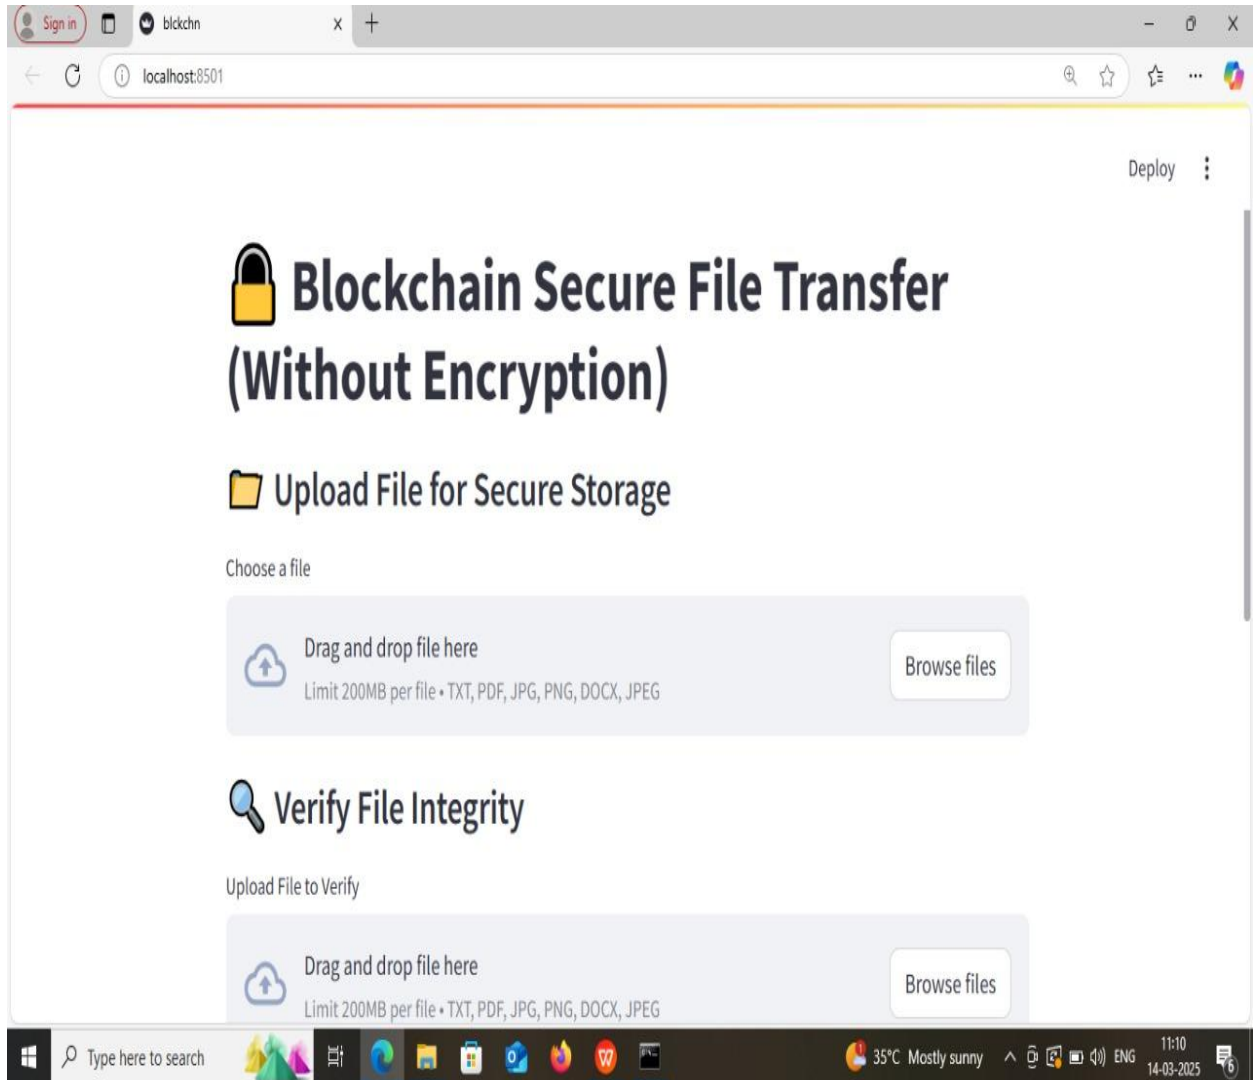 Sign in
blckchn
localhost:8501
Deploy
Blockchain Secure File Transfer
(Without Encryption)
Upload File for Secure Storage
Choose a file
Drag and drop file here
Limit 200MB per file • TXT, PDF, JPG, PNG, DOCX, JPEG
Browse files
Verify File Integrity
Upload File to Verify
Drag and drop file here
Limit 200MB per file • TXT, PDF, JPG, PNG, DOCX, JPEG
Browse files
Type here to search
35°C Mostly sunny
ENG
11:10
14-03-2025
6